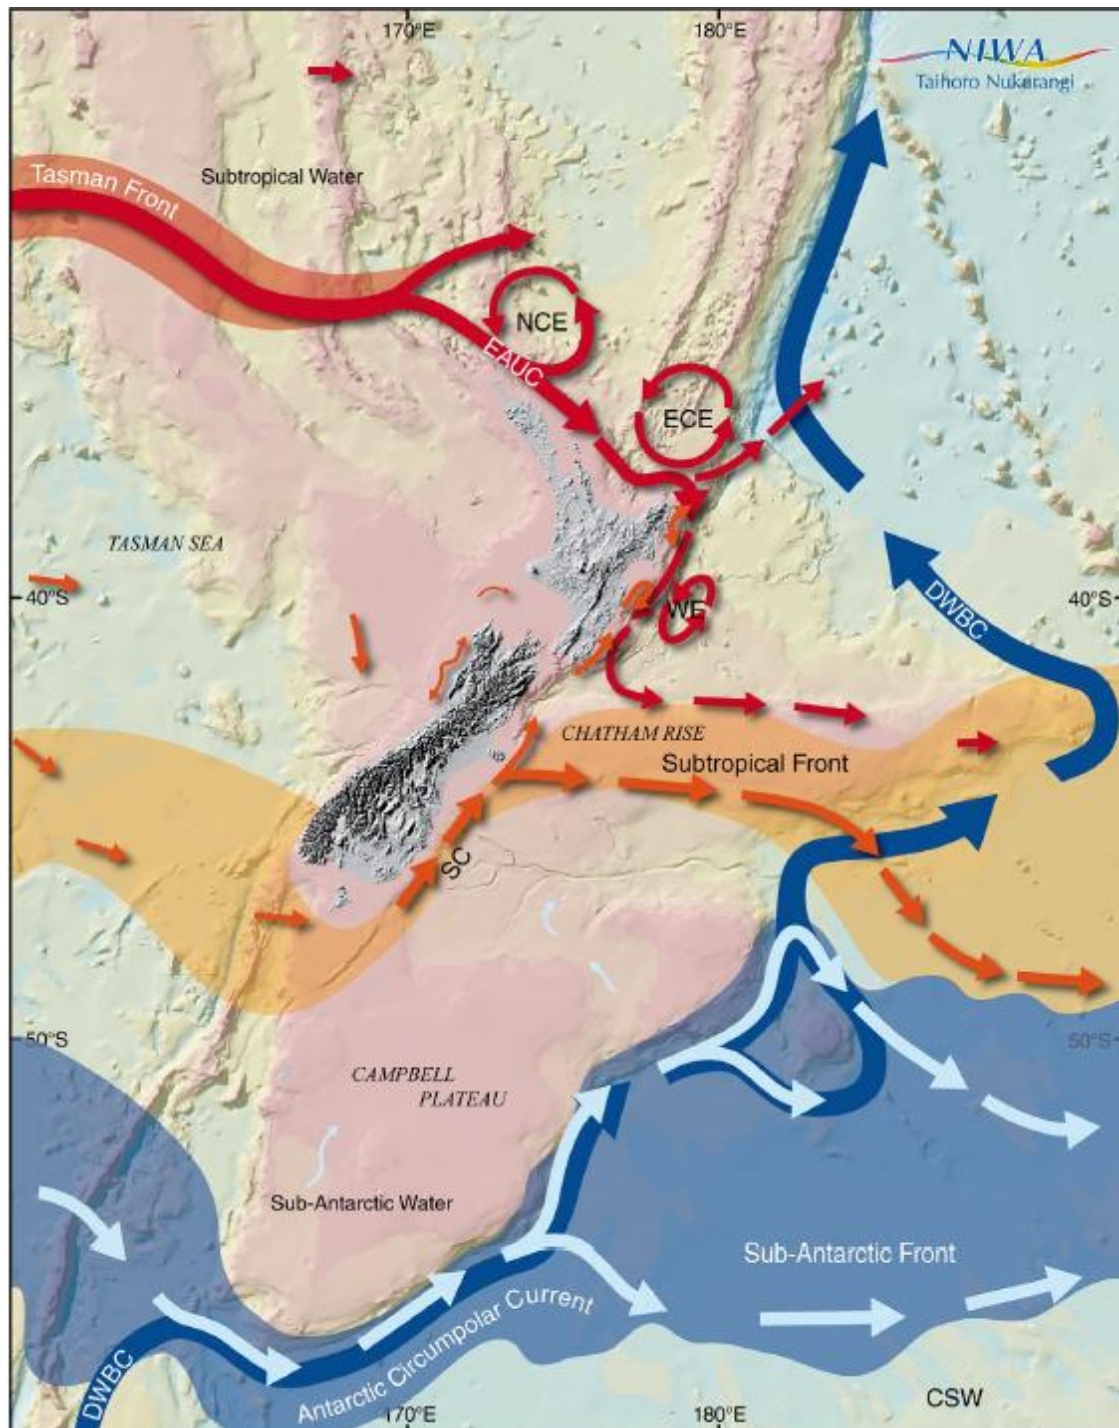 170°E 180°E
NIWA
Taihoro Nukurangi
Tasman Front
Subtropical Water
NCE
EAUC
ECE
TASMAN SEA
40°S
40°S
WE
DWBC
CHATHAM RISE
Subtropical Front
SC
50°S
50°S
CAMPBELL
PLATEAU
Sub-Antarctic Water
Sub-Antarctic Front
Antarctic Circumpolar Current
DWBC
CSW
170°E 180°E